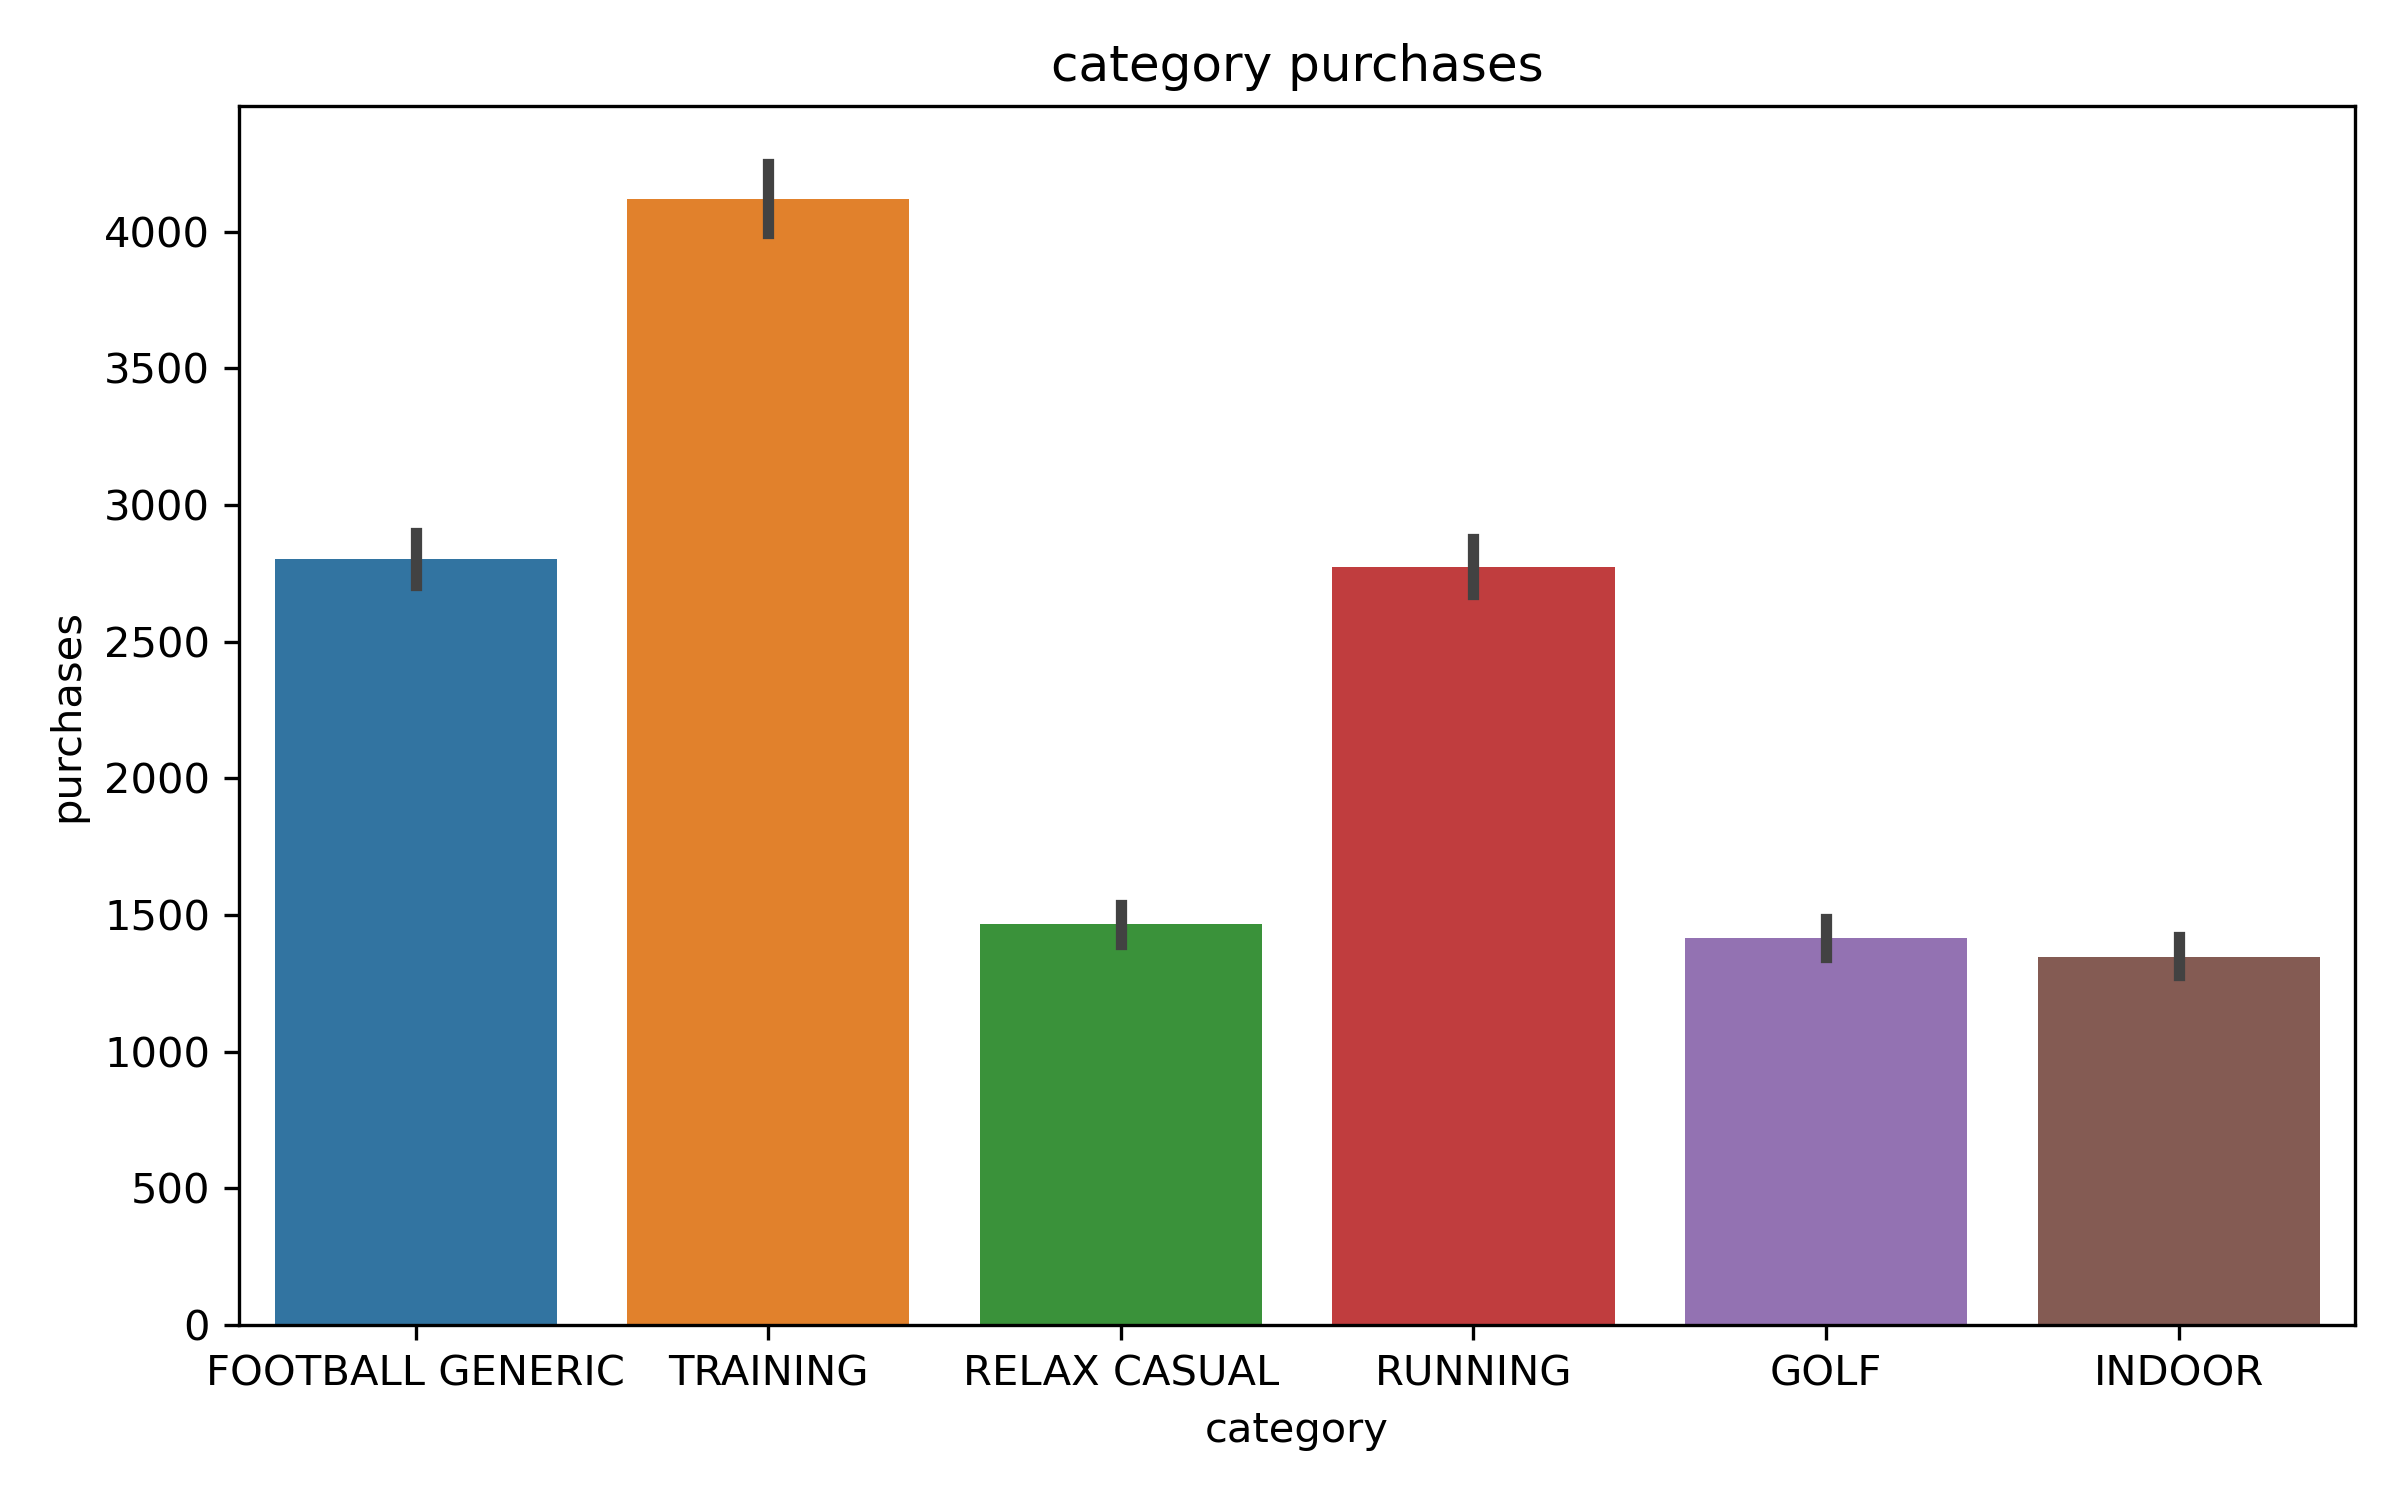 category purchases
4000
3500
3000
2500
2000
1500
1000
500
0
purchases
FOOTBALL GENERIC TRAINING RELAX CASUAL RUNNING GOLF INDOOR
category